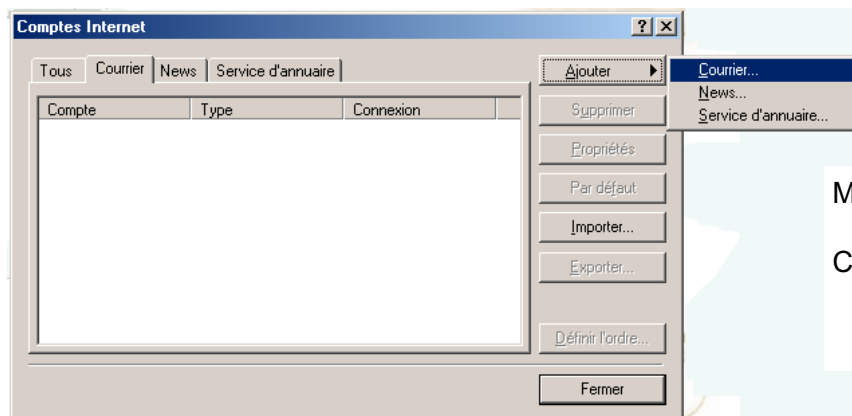 Comptes Internet
Tous Courrier News Service d'annuaire
Compte Type Connexion
Ajouter
Supprimer
Propriétés
Par défaut
Importer...
Exporter...
Définir l'ordre...
Fermer
Courrier...
News...
Service d'annuaire...
M
C